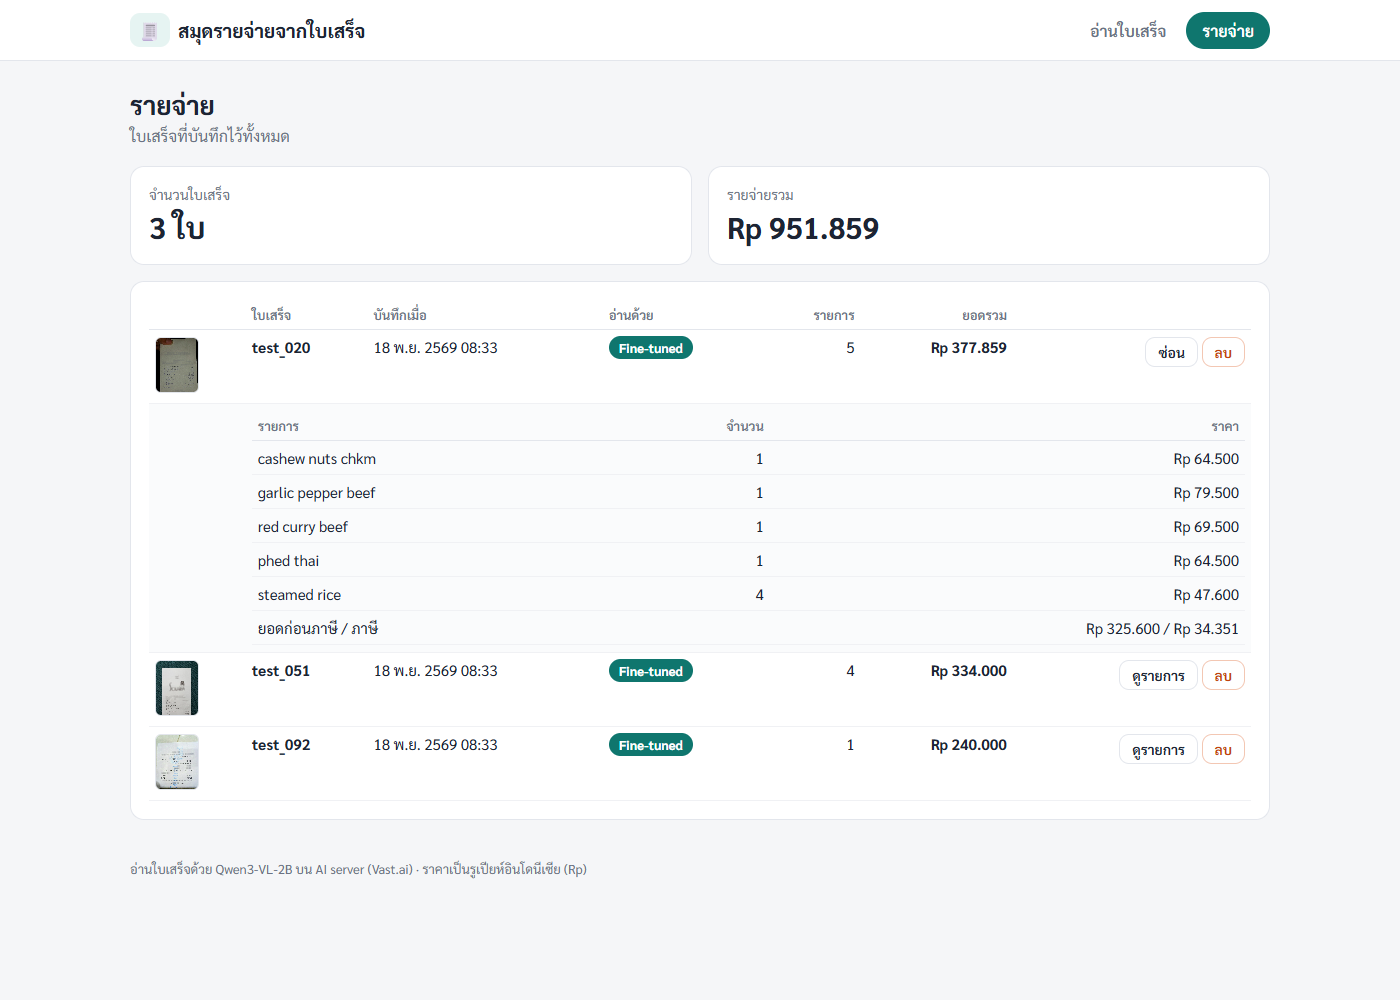 สมุดรายจ่ายจากใบเสร็จ
อ่านใบเสร็จ
รายจ่าย
รายจ่าย
ใบเสร็จที่บันทึกไว้ทั้งหมด
จำนวนใบเสร็จ
3 ใบ
รายจ่ายรวม
Rp 951.859
ใบเสร็จ บันทึกเมื่อ อ่านด้วย รายการ ยอดรวม
test_020 18 พ.ย. 2569 08:33 Fine-tuned 5 Rp 377.859 ซ่อน ลบ
รายการ จำนวน ราคา
cashew nuts chkm 1 Rp 64.500
garlic pepper beef 1 Rp 79.500
red curry beef 1 Rp 69.500
phed thai 1 Rp 64.500
steamed rice 4 Rp 47.600
ยอดก่อนภาษี / ภาษี Rp 325.600 / Rp 34.351
test_051 18 พ.ย. 2569 08:33 Fine-tuned 4 Rp 334.000 ดูรายการ ลบ
test_092 18 พ.ย. 2569 08:33 Fine-tuned 1 Rp 240.000 ดูรายการ ลบ
อ่านใบเสร็จด้วย Qwen3-VL-2B บน AI server (Vast.ai) · ราคาเป็นรูเปียห์อินโดนีเซีย (Rp)